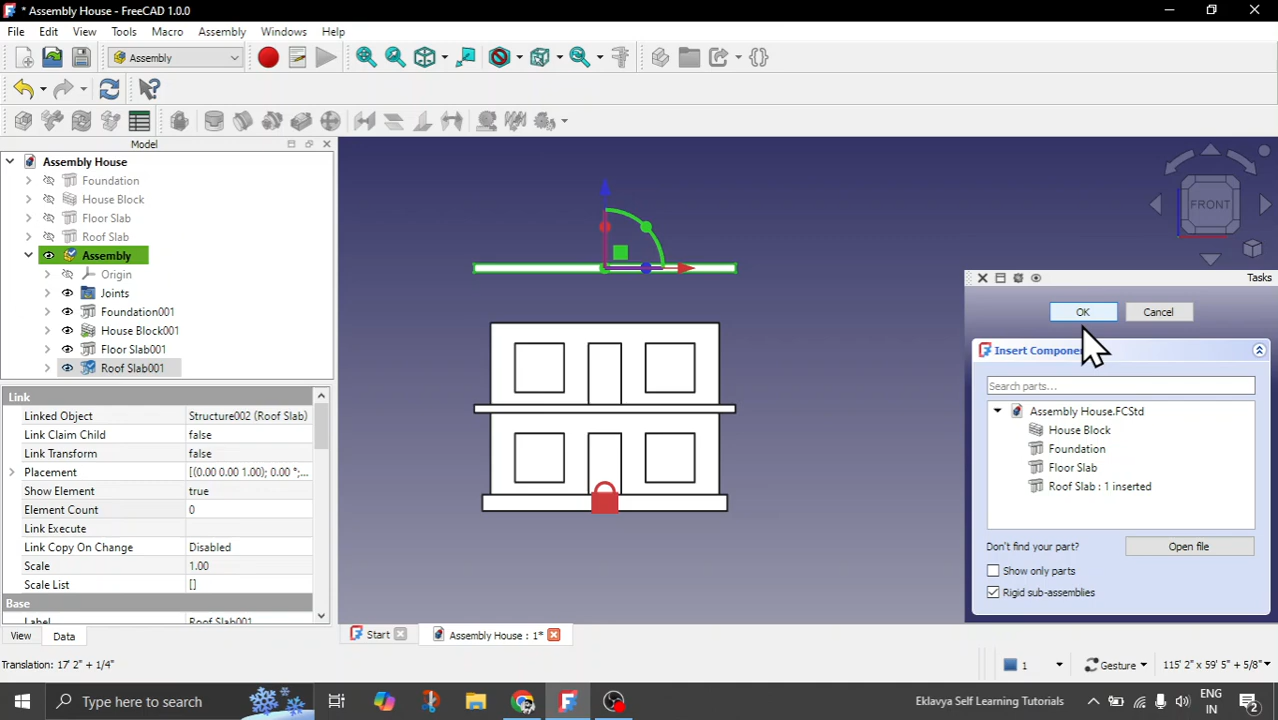 * Assembly House - FreeCAD 1.0.0
File Edit View Tools Macro Assembly Windows Help
Assembly
Model
Assembly House
Foundation
House Block
Floor Slab
Roof Slab
Assembly
Origin
Joints
Foundation001
House Block001
Floor Slab001
Roof Slab001
Link
Linked Object Structure002 (Roof Slab)
Link Claim Child false
Link Transform false
Placement [(0.00 0.00 1.00); 0.00 °;...
Show Element true
Element Count 0
Link Execute
Link Copy On Change Disabled
Scale 1.00
Scale List []
Base
Label Roof Slab001
View Data
FRONT
Tasks
OK Cancel
Insert Compone
Search parts...
Assembly House.FCStd
House Block
Foundation
Floor Slab
Roof Slab : 1 inserted
Don't find your part? Open file
Show only parts
Rigid sub-assemblies
Start Assembly House : 1*
Translation: 17' 2" + 1/4" 1 Gesture 115' 2" x 59' 5" + 5/8"
Type here to search Eklavya Self Learning Tutorials ENG
IN 2